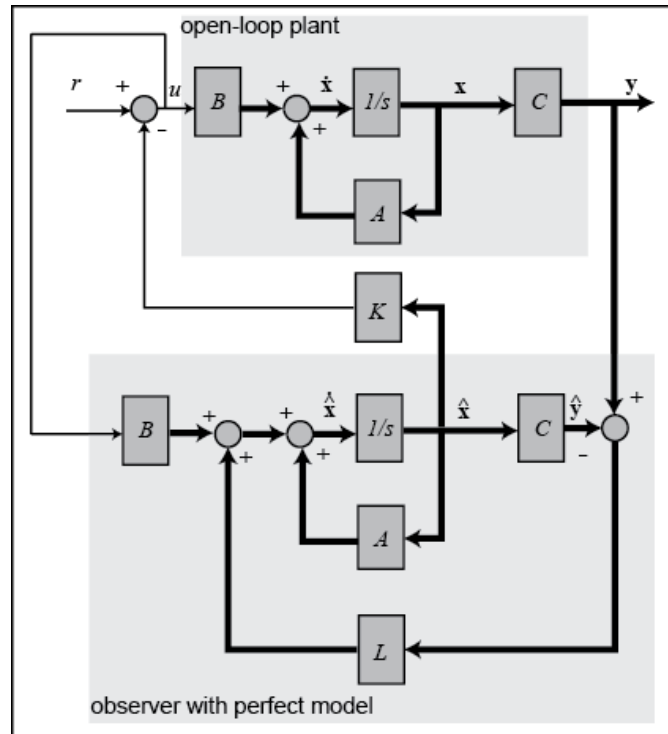 open-loop plant
r + - u B + + ẋ 1/s x C y
A
K
B + + + + x̂̇ 1/s x̂ C ŷ + -
A
L
observer with perfect model